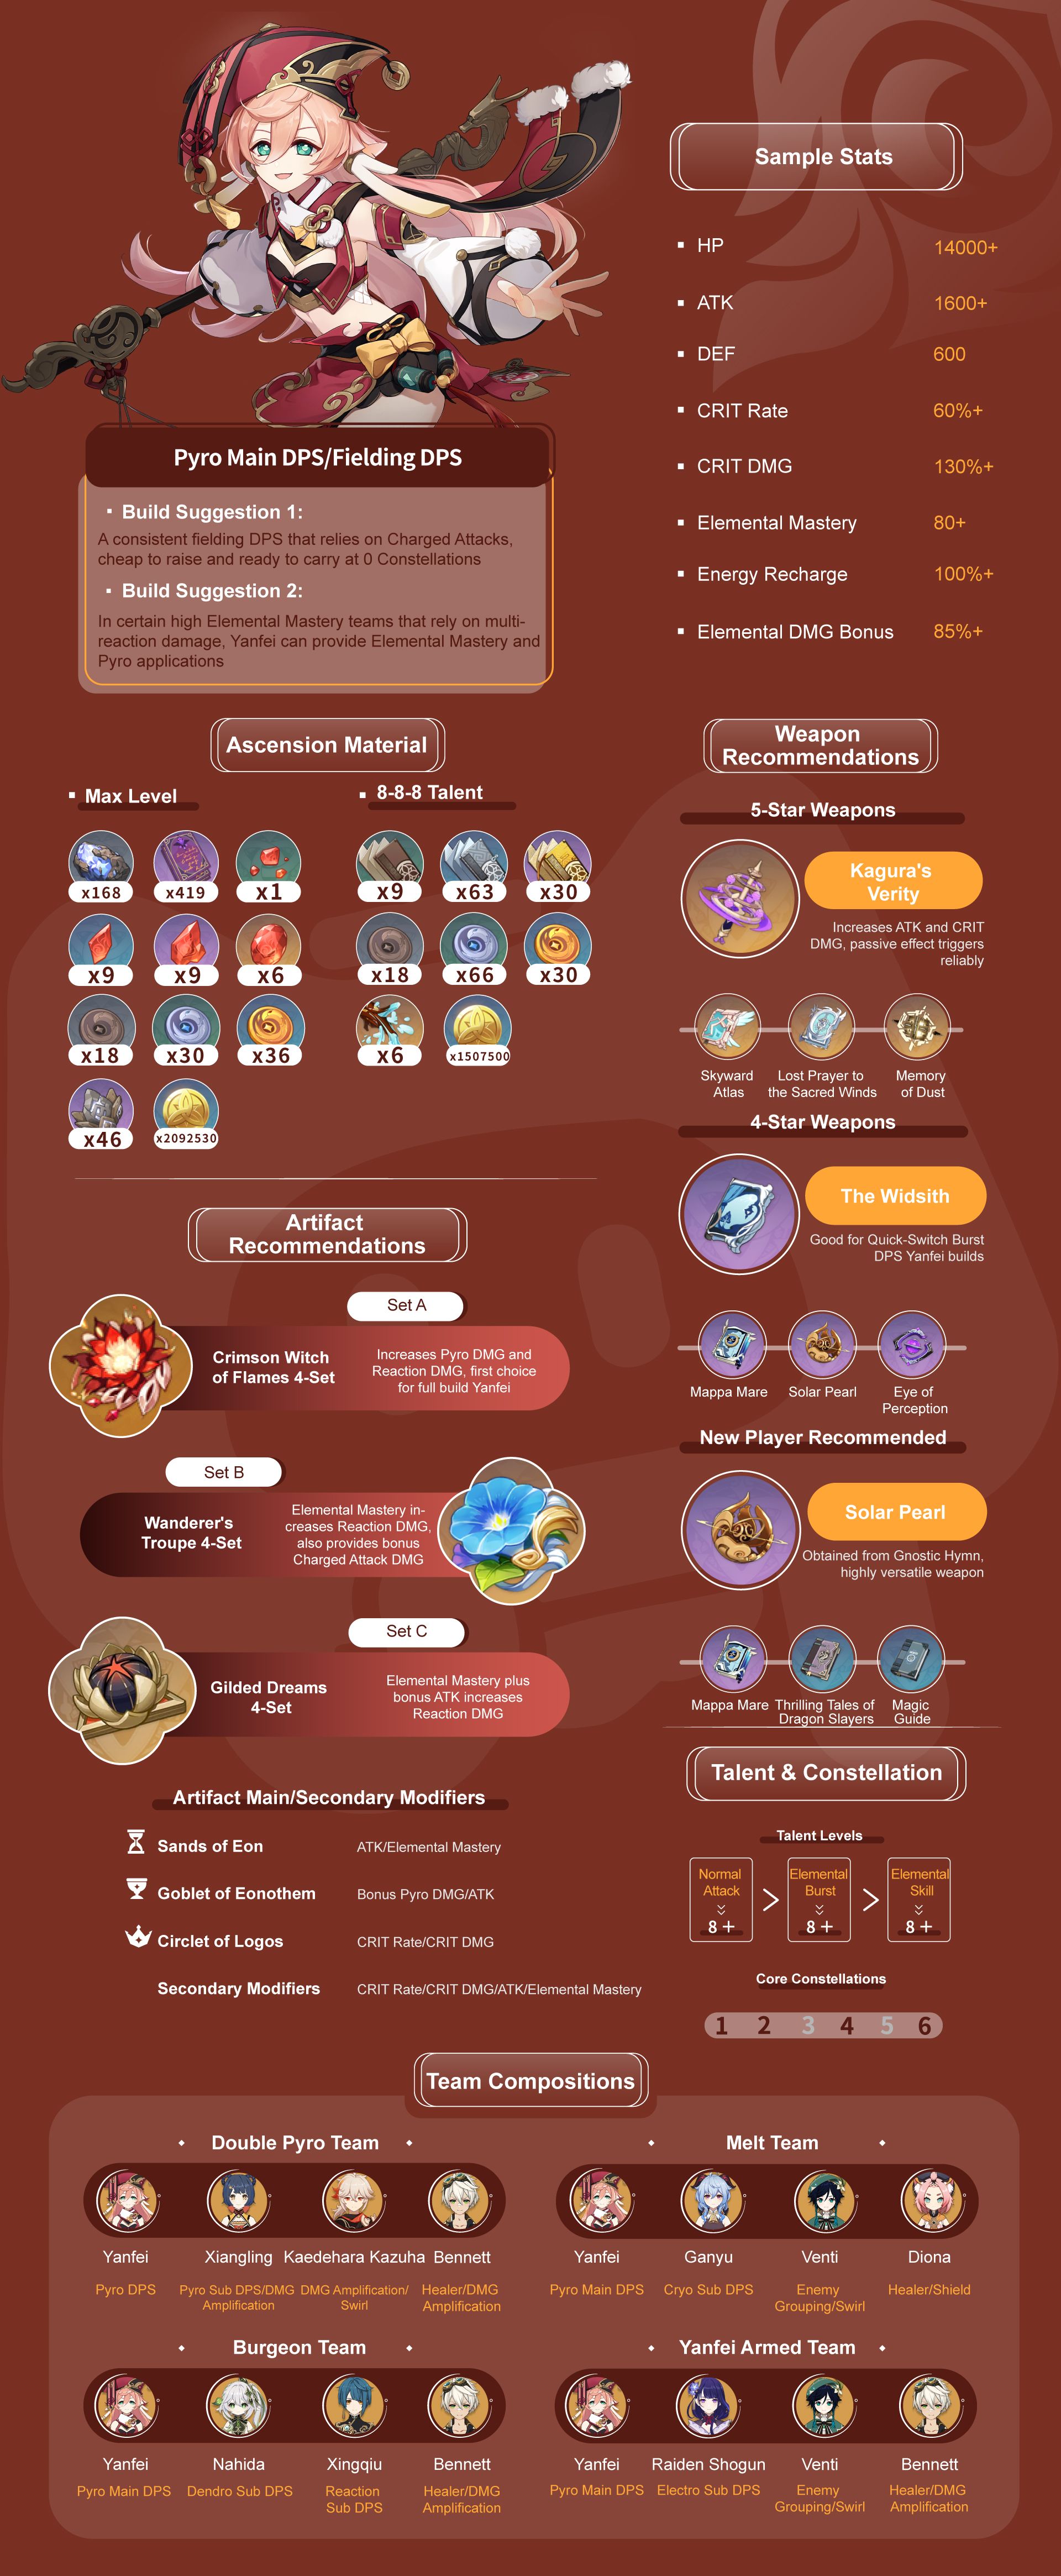 Sample Stats
HP 14000+
ATK 1600+
DEF 600
CRIT Rate 60%+
CRIT DMG 130%+
Elemental Mastery 80+
Energy Recharge 100%+
Elemental DMG Bonus 85%+
Pyro Main DPS/Fielding DPS
Build Suggestion 1:
A consistent fielding DPS that relies on Charged Attacks,
cheap to raise and ready to carry at 0 Constellations
Build Suggestion 2:
In certain high Elemental Mastery teams that rely on multi-
reaction damage, Yanfei can provide Elemental Mastery and
Pyro applications
Ascension Material
Max Level
x168 x419 x1
x9 x9 x6
x18 x30 x36
x46 x2092530
8-8-8 Talent
x9 x63 x30
x18 x66 x30
x6 x1507500
Artifact
Recommendations
Set A
Crimson Witch
of Flames 4-Set
Increases Pyro DMG and
Reaction DMG, first choice
for full build Yanfei
Set B
Wanderer's
Troupe 4-Set
Elemental Mastery in-
creases Reaction DMG,
also provides bonus
Charged Attack DMG
Set C
Gilded Dreams
4-Set
Elemental Mastery plus
bonus ATK increases
Reaction DMG
Artifact Main/Secondary Modifiers
Sands of Eon ATK/Elemental Mastery
Goblet of Eonothem Bonus Pyro DMG/ATK
Circlet of Logos CRIT Rate/CRIT DMG
Secondary Modifiers CRIT Rate/CRIT DMG/ATK/Elemental Mastery
Weapon
Recommendations
5-Star Weapons
Kagura's
Verity
Increases ATK and CRIT
DMG, passive effect triggers
reliably
Skyward
Atlas
Lost Prayer to
the Sacred Winds
Memory
of Dust
4-Star Weapons
The Widsith
Good for Quick-Switch Burst
DPS Yanfei builds
Mappa Mare
Solar Pearl
Eye of
Perception
New Player Recommended
Solar Pearl
Obtained from Gnostic Hymn,
highly versatile weapon
Mappa Mare
Thrilling Tales of
Dragon Slayers
Magic
Guide
Talent & Constellation
Talent Levels
Normal
Attack
8 +
>
Elemental
Burst
8 +
>
Elemental
Skill
8 +
Core Constellations
1 2 3 4 5 6
Team Compositions
Double Pyro Team
Yanfei Xiangling Kaedehara Kazuha Bennett
Pyro DPS
Pyro Sub DPS/DMG
Amplification
DMG Amplification/
Swirl
Healer/DMG
Amplification
Melt Team
Yanfei Ganyu Venti Diona
Pyro Main DPS
Cryo Sub DPS
Enemy
Grouping/Swirl
Healer/Shield
Burgeon Team
Yanfei Nahida Xingqiu Bennett
Pyro Main DPS
Dendro Sub DPS
Reaction
Sub DPS
Healer/DMG
Amplification
Yanfei Armed Team
Yanfei Raiden Shogun Venti Bennett
Pyro Main DPS
Electro Sub DPS
Enemy
Grouping/Swirl
Healer/DMG
Amplification